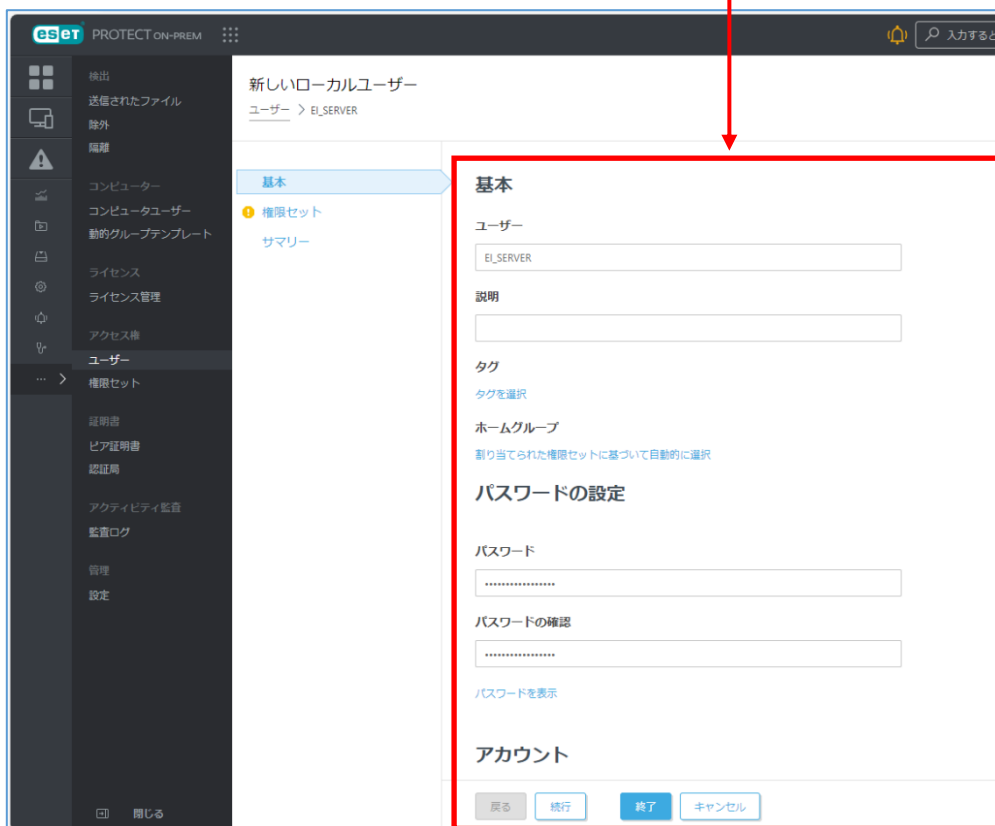 eset PROTECT ON-PREM
入力すると
検出
送信されたファイル
除外
隔離
コンピューター
コンピュータユーザー
動的グループテンプレート
ライセンス
ライセンス管理
アクセス権
ユーザー
権限セット
証明書
ピア証明書
認証局
アクティビティ監査
監査ログ
管理
設定
閉じる
新しいローカルユーザー
ユーザー > EI_SERVER
基本
権限セット
サマリー
基本
ユーザー
EI_SERVER
説明
タグ
タグを選択
ホームグループ
割り当てられた権限セットに基づいて自動的に選択
パスワードの設定
パスワード
•••••••••••••••••
パスワードの確認
•••••••••••••••••
パスワードを表示
アカウント
戻る 続行 終了 キャンセル